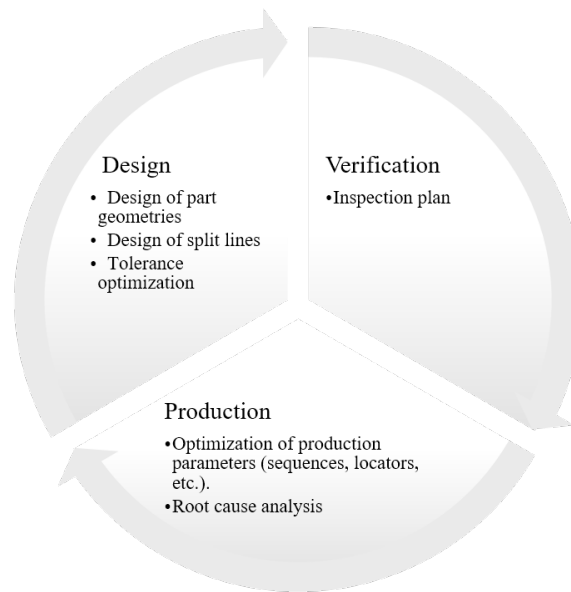 Design
• Design of part
geometries
• Design of split lines
• Tolerance
optimization
Verification
•Inspection plan
Production
•Optimization of production
parameters (sequences, locators,
etc.).
•Root cause analysis